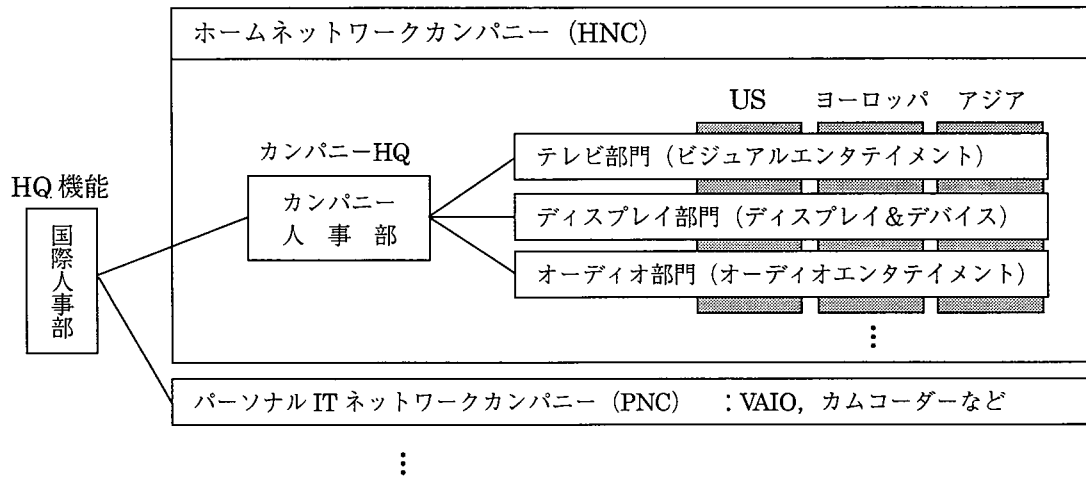 ホームネットワークカンパニー（HNC）
US ヨーロッパ アジア
カンパニーHQ
テレビ部門（ビジュアルエンタテイメント）
HQ機能
カンパニー
人事部
ディスプレイ部門（ディスプレイ&デバイス）
国際人事部
オーディオ部門（オーディオエンタテイメント）
⋮
パーソナルITネットワークカンパニー（PNC） ：VAIO，カムコーダーなど
⋮